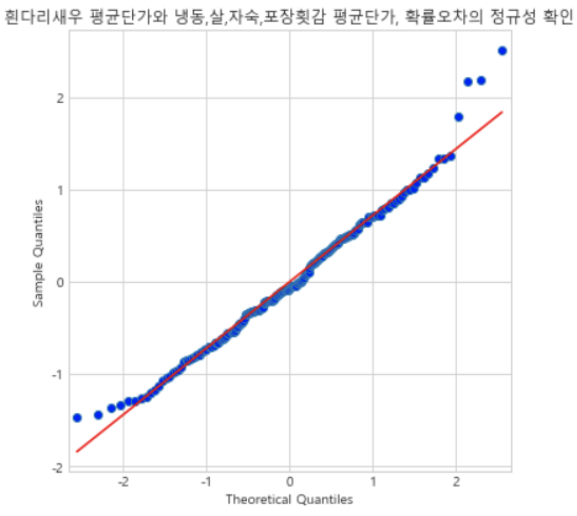 흰다리새우 평균단가와 냉동,살,자숙,포장횟감 평균단가, 확률오차의 정규성 확인
2
1
0
-1
-2
Sample Quantiles
-2 -1 0 1 2
Theoretical Quantiles